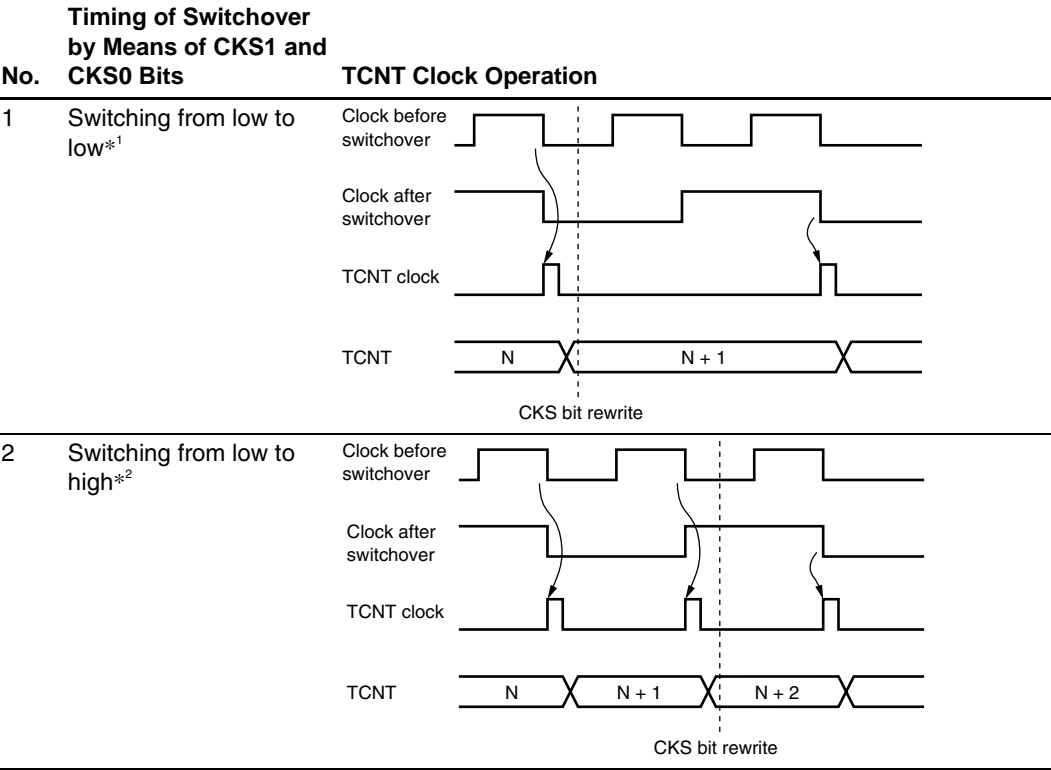 No.
Timing of Switchover
by Means of CKS1 and
CKS0 Bits
TCNT Clock Operation
1
Switching from low to
low*1
Clock before
switchover
Clock after
switchover
TCNT clock
TCNT
N
N + 1
CKS bit rewrite
2
Switching from low to
high*2
Clock before
switchover
Clock after
switchover
TCNT clock
TCNT
N
N + 1
N + 2
CKS bit rewrite